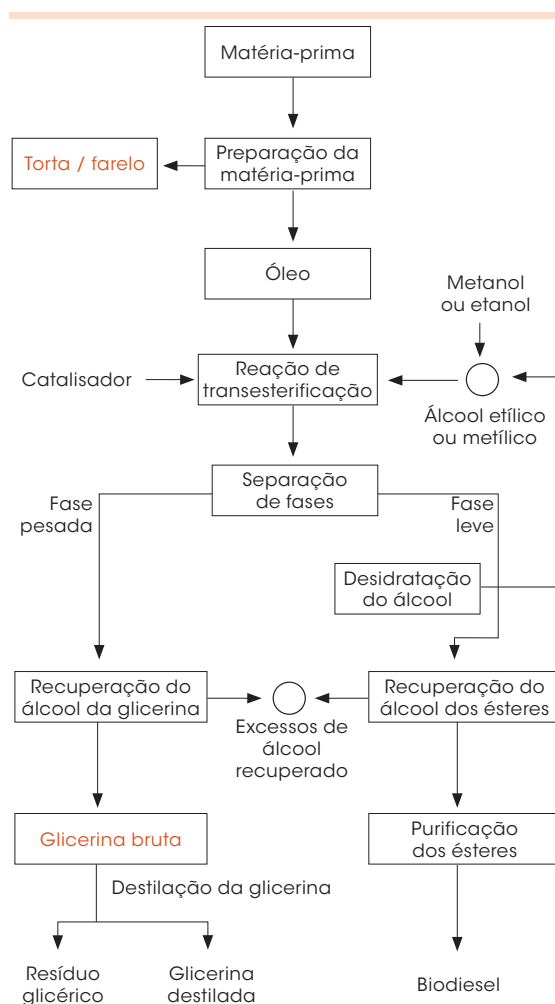 Matéria-prima
Torta / farelo
Preparação da
matéria-prima
Óleo
Metanol
ou etanol
Catalisador
Reação de
transesterificação
Álcool etílico
ou metílico
Fase
pesada
Separação
de fases
Fase
leve
Desidratação
do álcool
Recuperação do
álcool da glicerina
Excessos de
álcool
recuperado
Recuperação do
álcool dos ésteres
Glicerina bruta
Purificação
dos ésteres
Destilação da glicerina
Resíduo
glicérico
Glicerina
destilada
Biodiesel